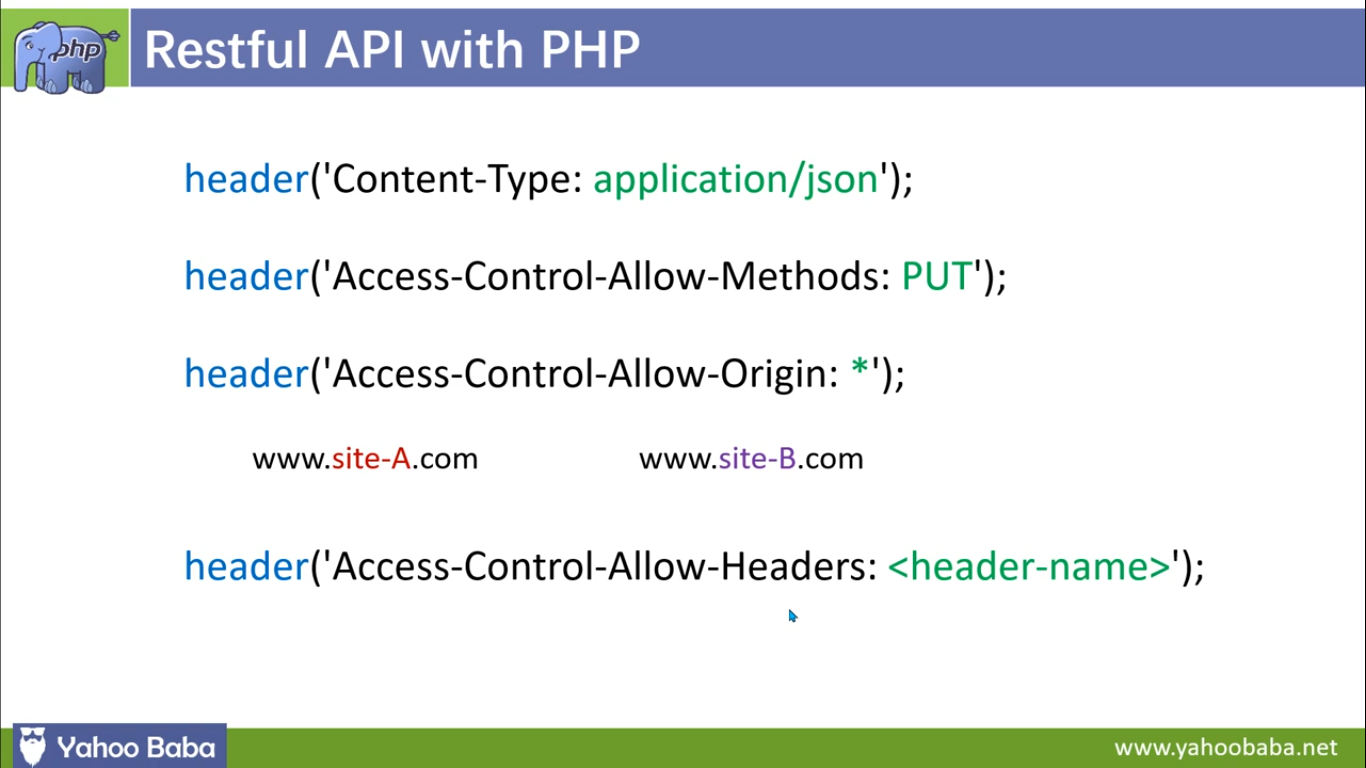 php
Restful API with PHP
header('Content-Type: application/json');
header('Access-Control-Allow-Methods: PUT');
header('Access-Control-Allow-Origin: *');
www.site-A.com www.site-B.com
header('Access-Control-Allow-Headers: <header-name>');
Yahoo Baba
www.yahoobaba.net